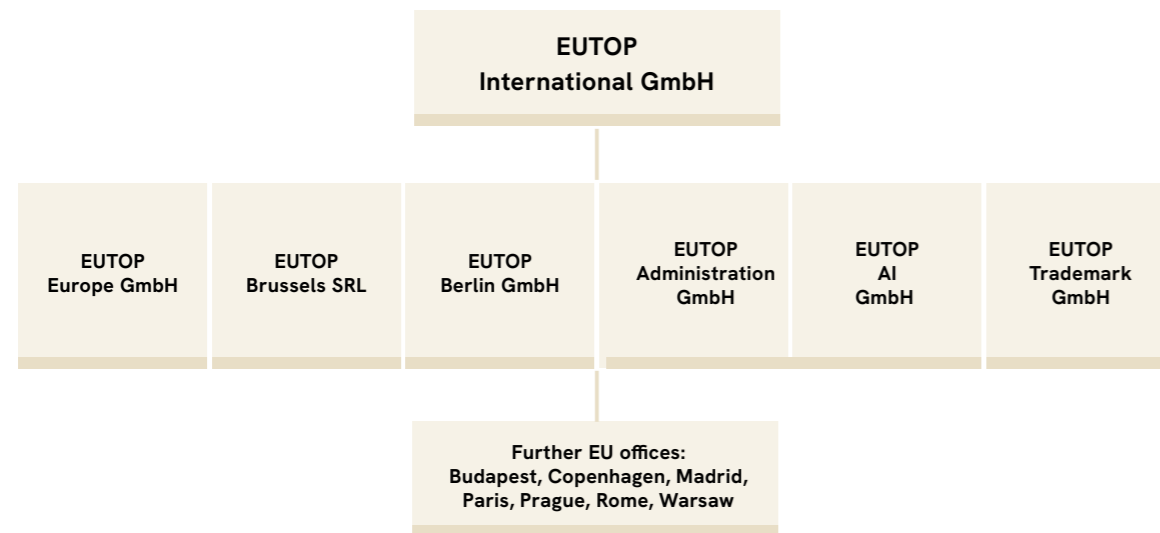 EUTOP
International GmbH
EUTOP
Europe GmbH
EUTOP
Brussels SRL
EUTOP
Berlin GmbH
EUTOP
Administration
GmbH
EUTOP
AI
GmbH
EUTOP
Trademark
GmbH
Further EU offices:
Budapest, Copenhagen, Madrid,
Paris, Prague, Rome, Warsaw